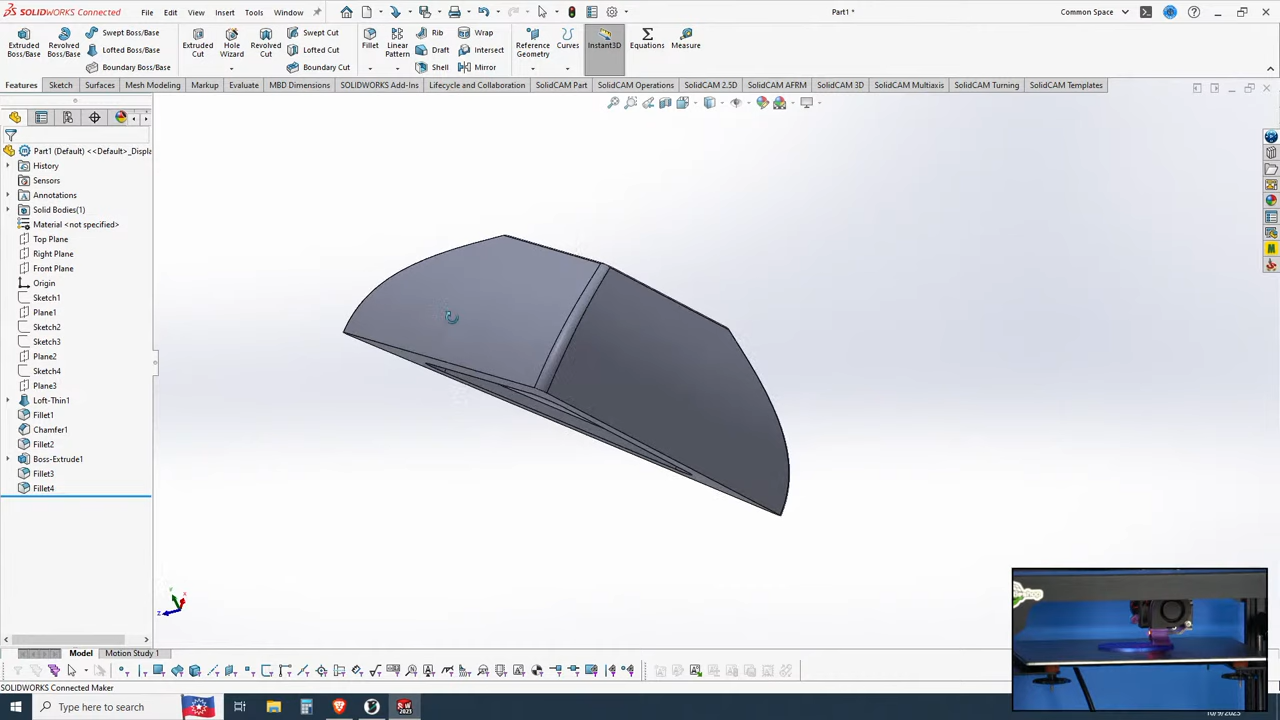 SOLIDWORKS Connected
File Edit View Insert Tools Window
Part1 *
Common Space
Extruded Boss/Base
Revolved Boss/Base
Swept Boss/Base
Lofted Boss/Base
Boundary Boss/Base
Extruded Cut
Hole Wizard
Revolved Cut
Swept Cut
Lofted Cut
Boundary Cut
Fillet
Linear Pattern
Rib
Draft
Shell
Wrap
Intersect
Mirror
Reference Geometry
Curves
Instant3D
Equations
Measure
Features Sketch Surfaces Mesh Modeling Markup Evaluate MBD Dimensions SOLIDWORKS Add-Ins Lifecycle and Collaboration SolidCAM Part SolidCAM Operations SolidCAM 2.5D SolidCAM AFRM SolidCAM 3D SolidCAM Multiaxis SolidCAM Turning SolidCAM Templates
Part1 (Default) <<Default>_Displa
History
Sensors
Annotations
Solid Bodies(1)
Material <not specified>
Top Plane
Right Plane
Front Plane
Origin
Sketch1
Plane1
Sketch2
Sketch3
Plane2
Sketch4
Plane3
Loft-Thin1
Fillet1
Chamfer1
Fillet2
Boss-Extrude1
Fillet3
Fillet4
Model Motion Study 1
SOLIDWORKS Connected Maker
Type here to search
10/9/2023